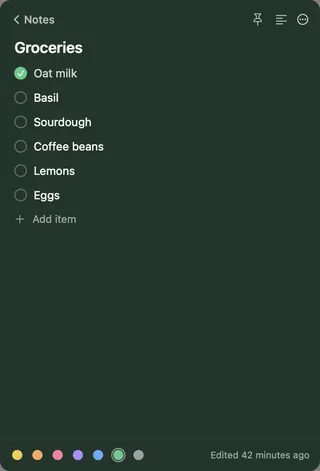 Notes
Groceries
Oat milk
Basil
Sourdough
Coffee beans
Lemons
Eggs
Add item
Edited 42 minutes ago